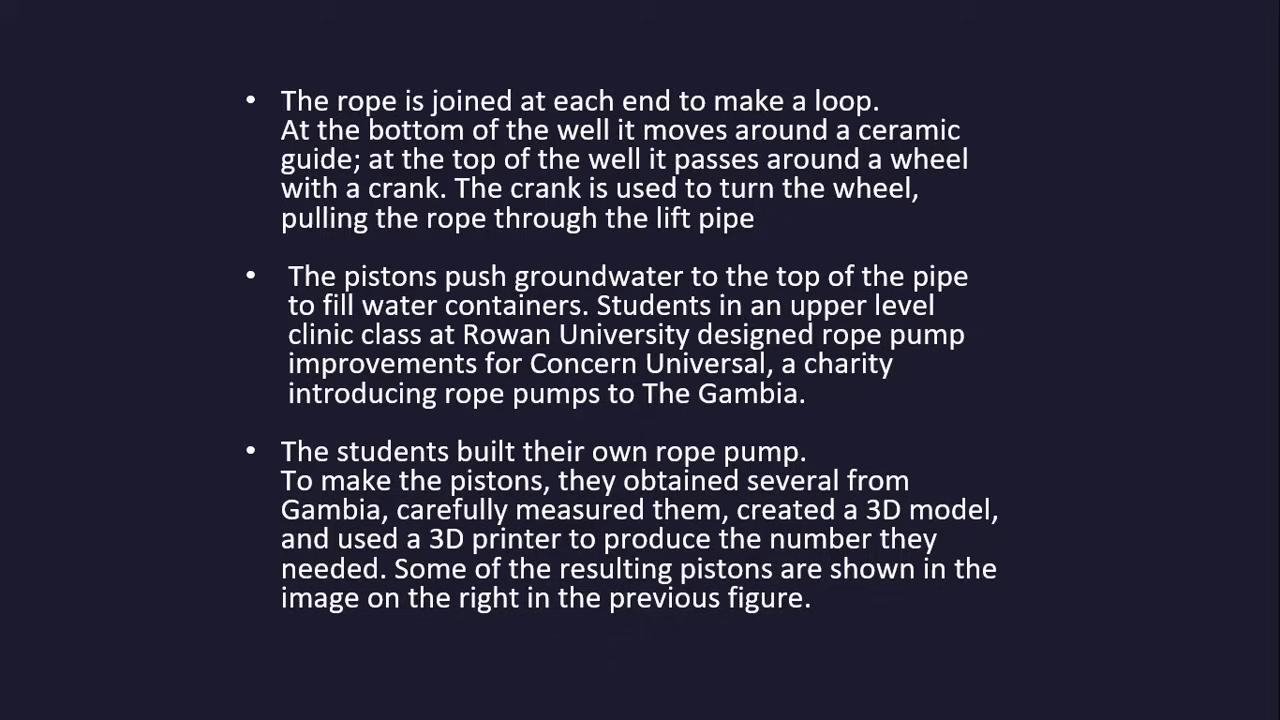 • The rope is joined at each end to make a loop.
At the bottom of the well it moves around a ceramic
guide; at the top of the well it passes around a wheel
with a crank. The crank is used to turn the wheel,
pulling the rope through the lift pipe
• The pistons push groundwater to the top of the pipe
to fill water containers. Students in an upper level
clinic class at Rowan University designed rope pump
improvements for Concern Universal, a charity
introducing rope pumps to The Gambia.
• The students built their own rope pump.
To make the pistons, they obtained several from
Gambia, carefully measured them, created a 3D model,
and used a 3D printer to produce the number they
needed. Some of the resulting pistons are shown in the
image on the right in the previous figure.